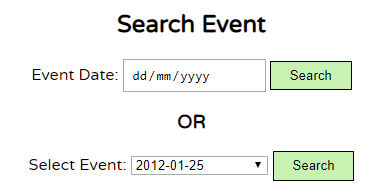 Search Event
Event Date: dd/mm/yyyy Search
OR
Select Event: 2012-01-25 Search